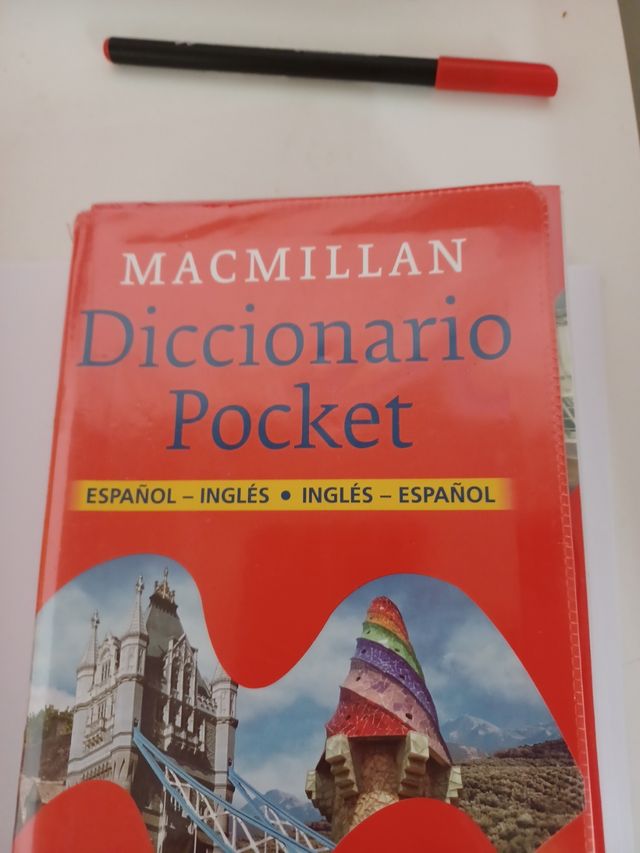 MACMILLAN
Diccionario
Pocket
ESPAÑOL – INGLÉS • INGLÉS – ESPAÑOL